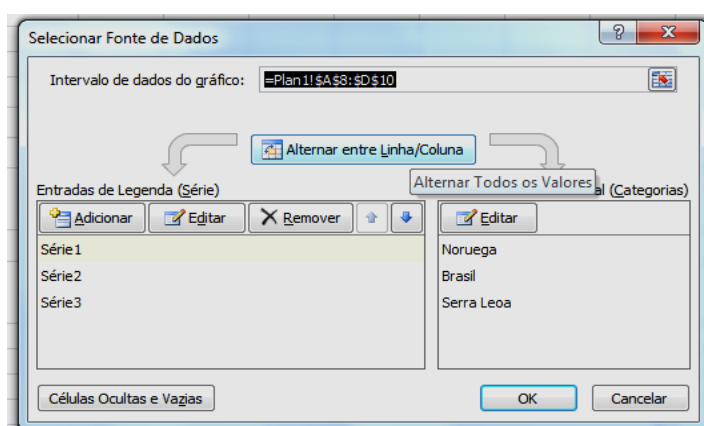 Selecionar Fonte de Dados
Intervalo de dados do gráfico: =Plan1!$A$8:$D$10
Alternar entre Linha/Coluna
Alternar Todos os Valores
Entradas de Legenda (Série)
al (Categorias)
Adicionar Editar Remover
Editar
Série1
Série2
Série3
Noruega
Brasil
Serra Leoa
Células Ocultas e Vazias
OK Cancelar